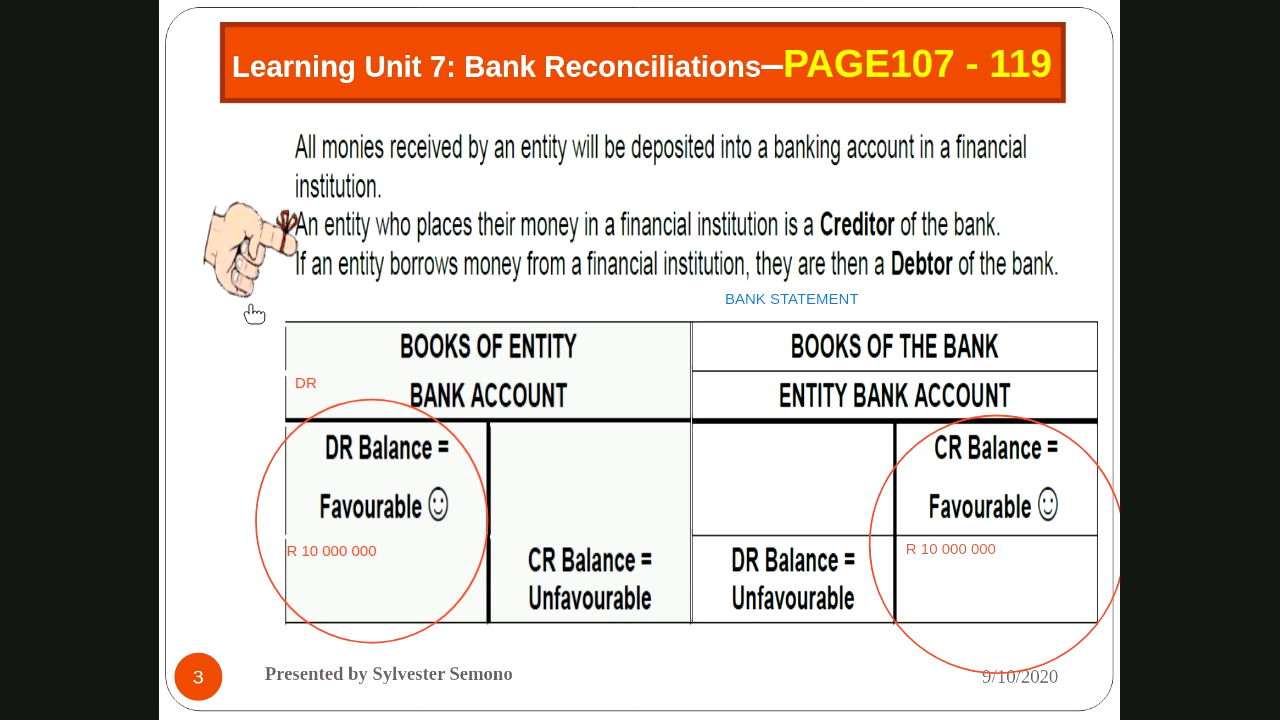 Learning Unit 7: Bank Reconciliations–PAGE107 - 119
All monies received by an entity will be deposited into a banking account in a financial
institution.
An entity who places their money in a financial institution is a Creditor of the bank.
If an entity borrows money from a financial institution, they are then a Debtor of the bank.
BANK STATEMENT
BOOKS OF ENTITY
BOOKS OF THE BANK
DR
BANK ACCOUNT
ENTITY BANK ACCOUNT
DR Balance =
Favourable ☺
CR Balance =
Favourable ☺
R 10 000 000
R 10 000 000
CR Balance =
Unfavourable
DR Balance =
Unfavourable
3
Presented by Sylvester Semono
9/10/2020